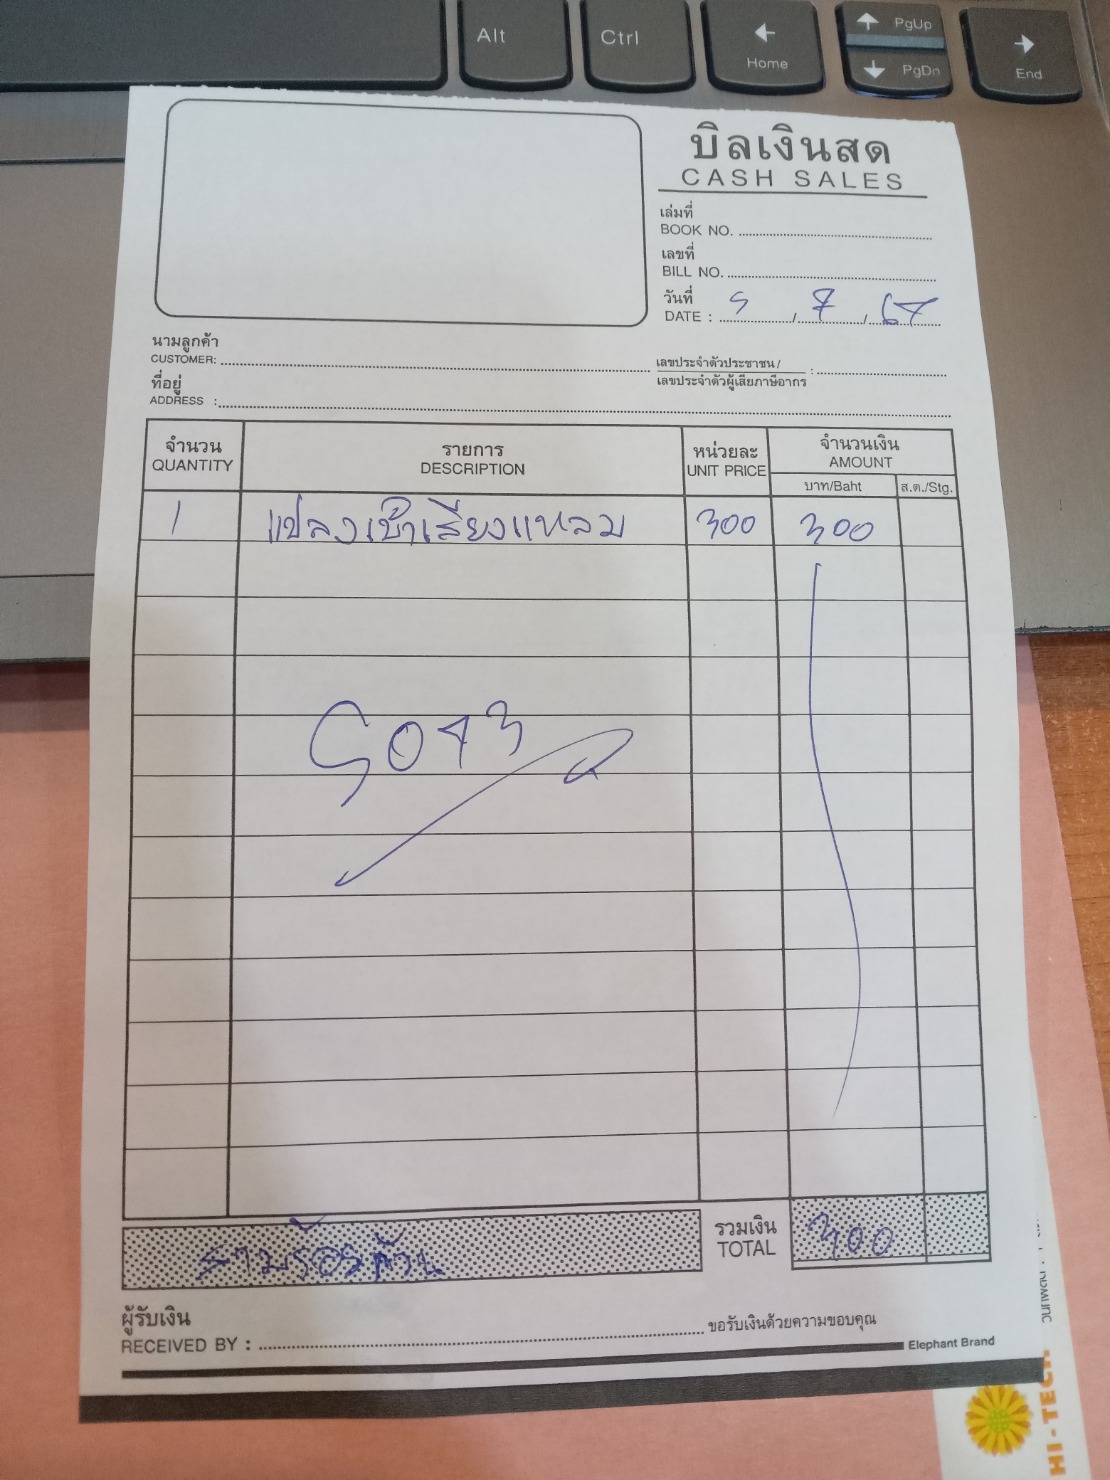 Alt
Ctrl
Home
PgUp
PgDn
End
บิลเงินสด
CASH SALES
เล่มที่
BOOK NO.
เลขที่
BILL NO.
วันที่
DATE : 5 / 7 / 67
นามลูกค้า
CUSTOMER:
เลขประจำตัวประชาชน /
เลขประจำตัวผู้เสียภาษีอากร :
ที่อยู่
ADDRESS :
จำนวน รายการ หน่วยละ จำนวนเงิน
QUANTITY DESCRIPTION UNIT PRICE AMOUNT
บาท/Baht ส.ต./Stg.
1 แปลงเข้าเสียงแหลม 300 300
รวมเงิน
TOTAL 300
สามร้อยถ้วน
ผู้รับเงิน
RECEIVED BY :
ขอรับเงินด้วยความขอบคุณ
Elephant Brand
HI-TECH